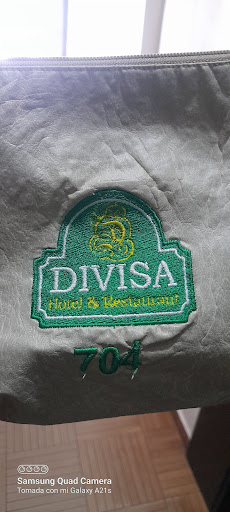 DIVISA
Hotel & Restaurant
704
Samsung Quad Camera
Tomada con mi Galaxy A21s